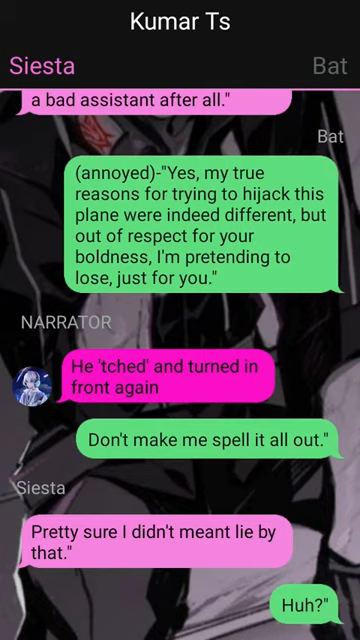 Kumar Ts
Siesta
Bat
a bad assistant after all."
Bat
(annoyed)-"Yes, my true
reasons for trying to hijack this
plane were indeed different, but
out of respect for your
boldness, I'm pretending to
lose, just for you."
NARRATOR
He 'tched' and turned in
front again
Don't make me spell it all out."
Siesta
Pretty sure I didn't meant lie by
that."
Huh?"